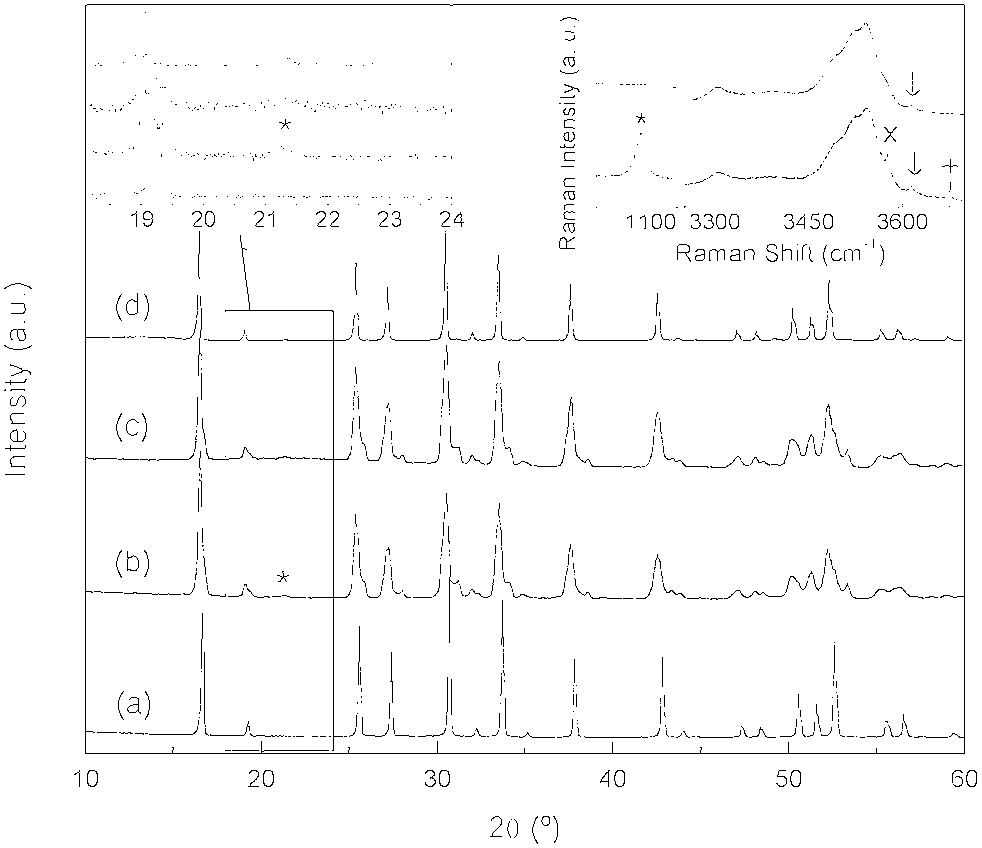 Raman Intensity (a. u.)
*
*
x
+
19 20 21 22 23 24
1100 3300 3450 3600
Raman Shift (cm⁻¹)
Intensity (a.u.)
(d)
(c)
(b)
*
(a)
10 20 30 40 50 60
2θ (º)